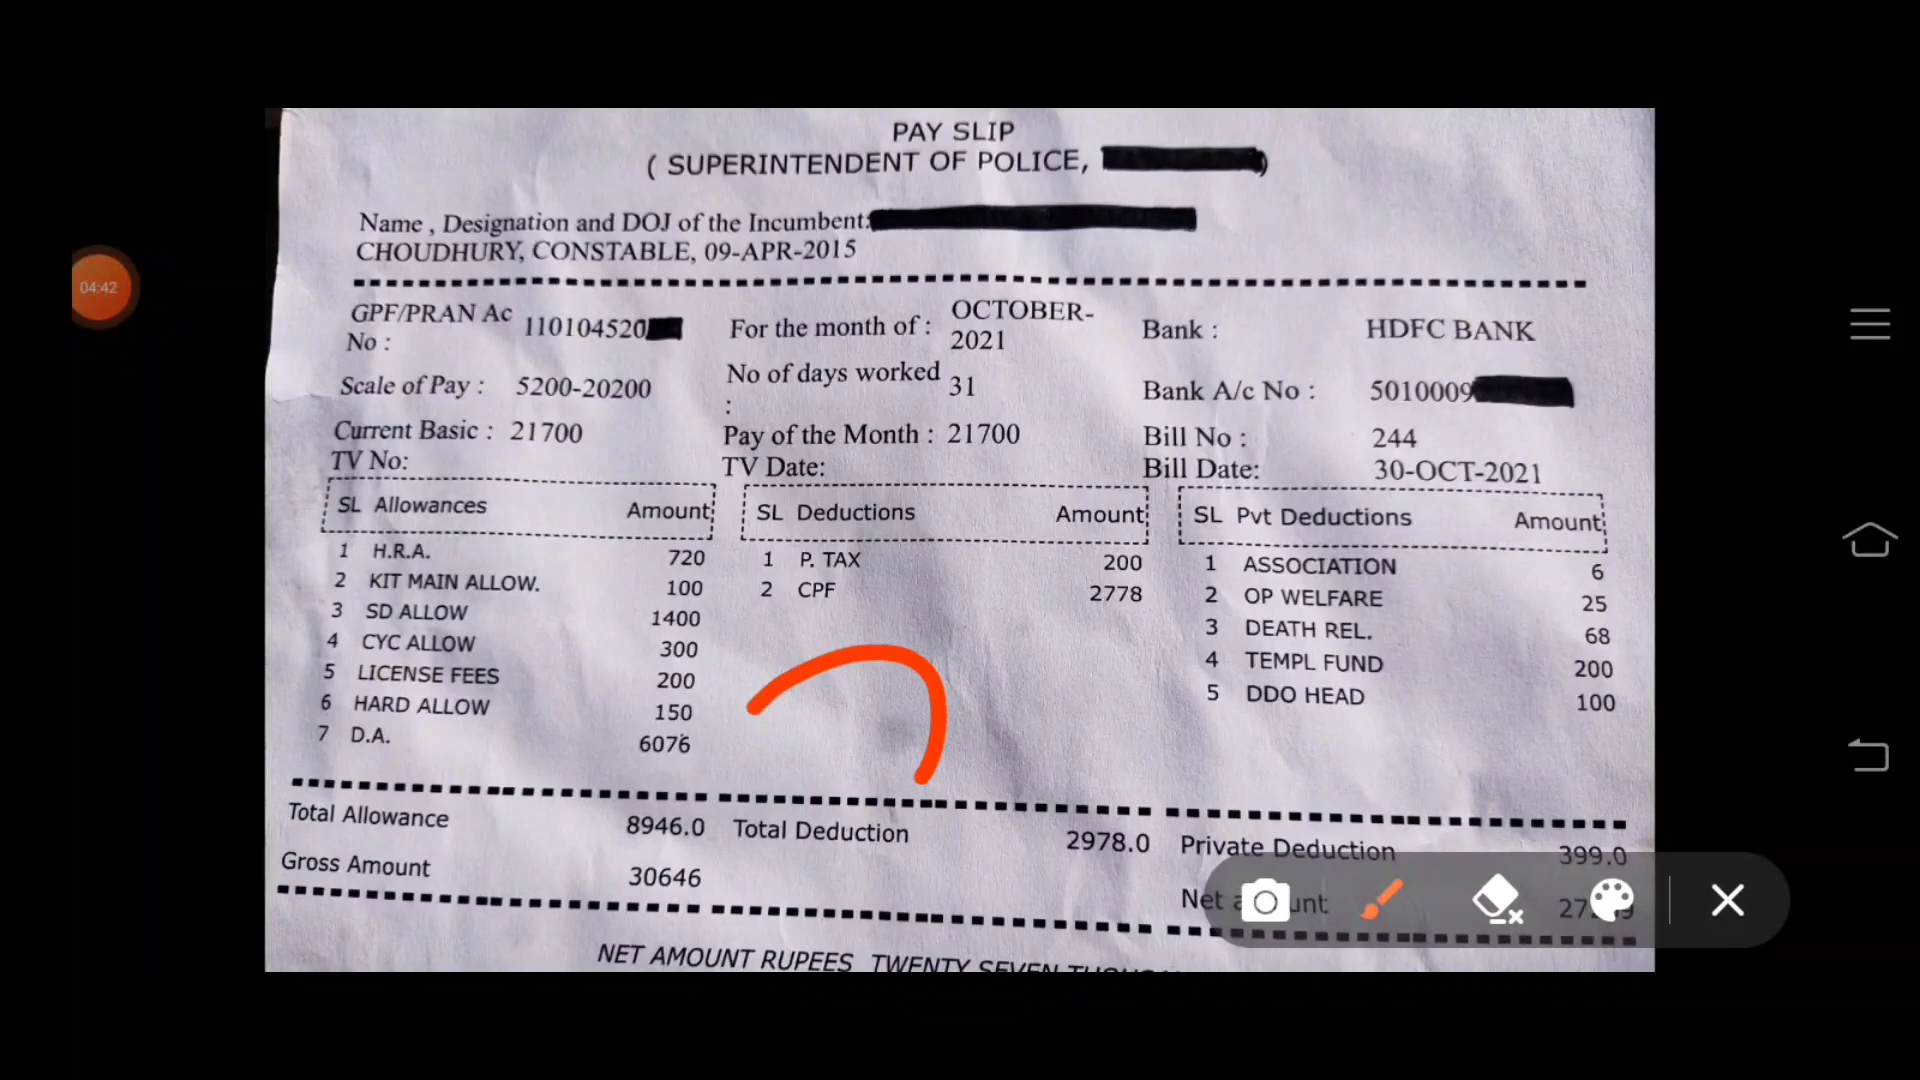 PAY SLIP
( SUPERINTENDENT OF POLICE, )
Name , Designation and DOJ of the Incumbent:
CHOUDHURY, CONSTABLE, 09-APR-2015
GPF/PRAN Ac No : 110104520 For the month of : OCTOBER-2021 Bank : HDFC BANK
Scale of Pay : 5200-20200 No of days worked : 31 Bank A/c No : 5010009
Current Basic : 21700 Pay of the Month : 21700 Bill No : 244
TV No: TV Date: Bill Date: 30-OCT-2021
SL Allowances Amount
1 H.R.A. 720
2 KIT MAIN ALLOW. 100
3 SD ALLOW 1400
4 CYC ALLOW 300
5 LICENSE FEES 200
6 HARD ALLOW 150
7 D.A. 6076
SL Deductions Amount
1 P. TAX 200
2 CPF 2778
SL Pvt Deductions Amount
1 ASSOCIATION 6
2 OP WELFARE 25
3 DEATH REL. 68
4 TEMPL FUND 200
5 DDO HEAD 100
Total Allowance 8946.0 Total Deduction 2978.0 Private Deduction 399.0
Gross Amount 30646 Net
NET AMOUNT RUPEES TWENTY SEVEN
04:42